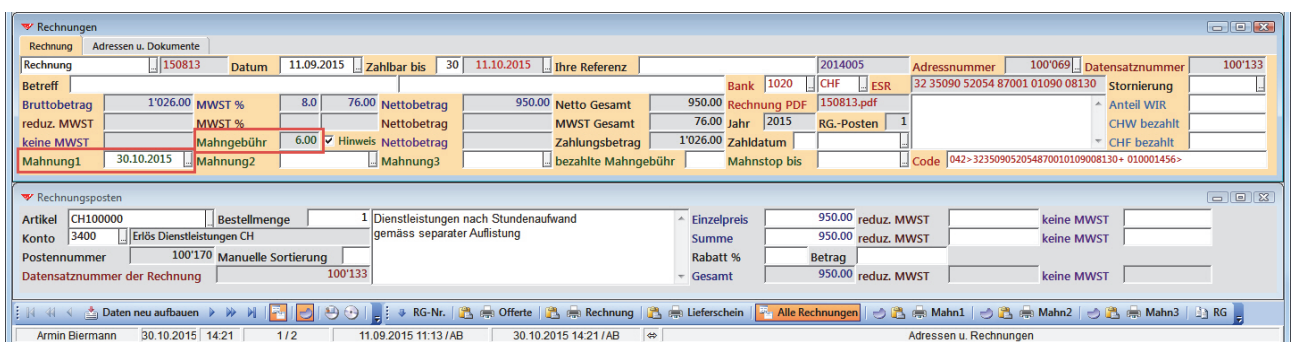 Rechnungen
Rechnung Adressen u. Dokumente
Rechnung 150813 Datum 11.09.2015 Zahlbar bis 30 11.10.2015 Ihre Referenz 2014005 Adressnummer 100'069 Datensatznummer 100'133
Betreff Bank 1020 CHF ESR 32 35090 52054 87001 01090 08130 Stornierung
Bruttobetrag 1'026.00 MWST % 8.0 76.00 Nettobetrag 950.00 Netto Gesamt 950.00 Rechnung PDF 150813.pdf Anteil WIR
reduz. MWST MWST % Nettobetrag MWST Gesamt 76.00 Jahr 2015 RG.-Posten 1 CHW bezahlt
keine MWST Mahngebühr 6.00 Hinweis Nettobetrag Zahlungsbetrag 1'026.00 Zahldatum CHF bezahlt
Mahnung1 30.10.2015 Mahnung2 Mahnung3 bezahlte Mahngebühr Mahnstop bis Code 042>323509052054870010109008130+ 010001456>
Rechnungsposten
Artikel CH100000 Bestellmenge 1 Dienstleistungen nach Stundenaufwand Einzelpreis 950.00 reduz. MWST keine MWST
Konto 3400 Erlös Dienstleistungen CH gemäss separater Auflistung Summe 950.00 reduz. MWST keine MWST
Postennummer 100'170 Manuelle Sortierung Rabatt % Betrag
Datensatznummer der Rechnung 100'133 Gesamt 950.00 reduz. MWST keine MWST
Daten neu aufbauen RG-Nr. Offerte Rechnung Lieferschein Alle Rechnungen Mahn1 Mahn2 Mahn3 RG
Armin Biermann 30.10.2015 14:21 1/2 11.09.2015 11:13/AB 30.10.2015 14:21/AB Adressen u. Rechnungen